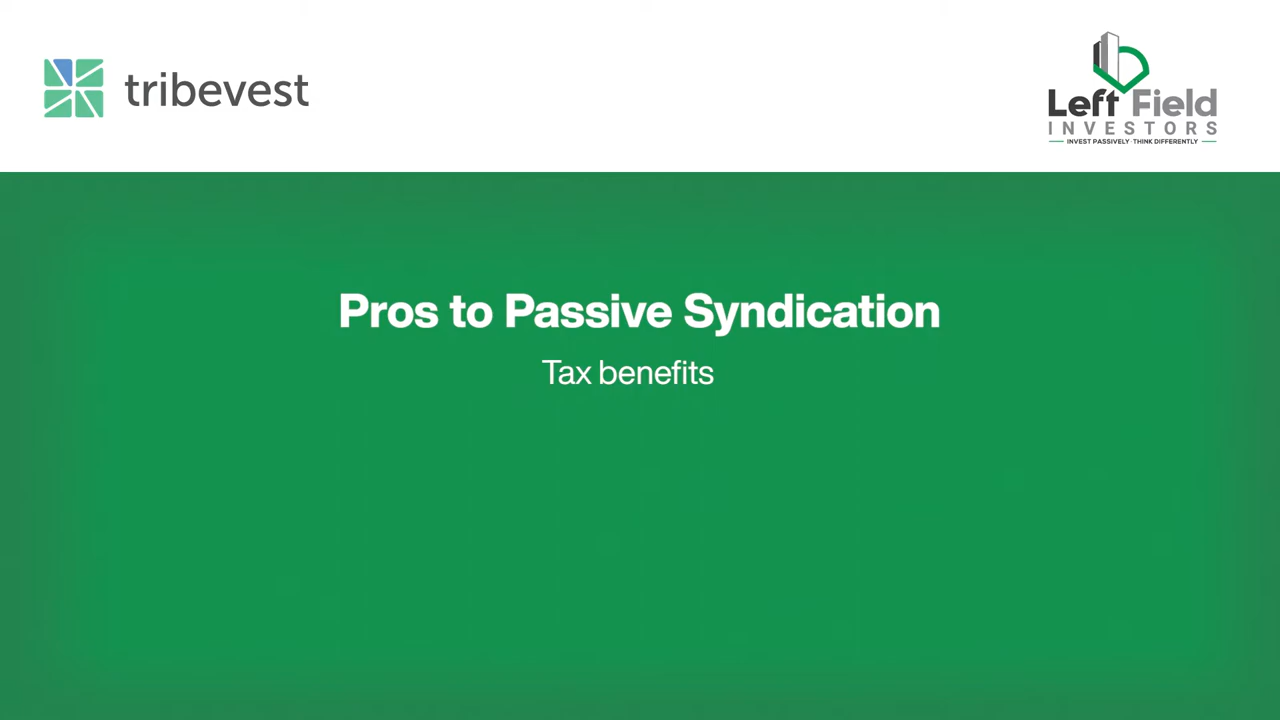 tribevest
Left Field
INVESTORS
INVEST PASSIVELY · THINK DIFFERENTLY
Pros to Passive Syndication
Tax benefits